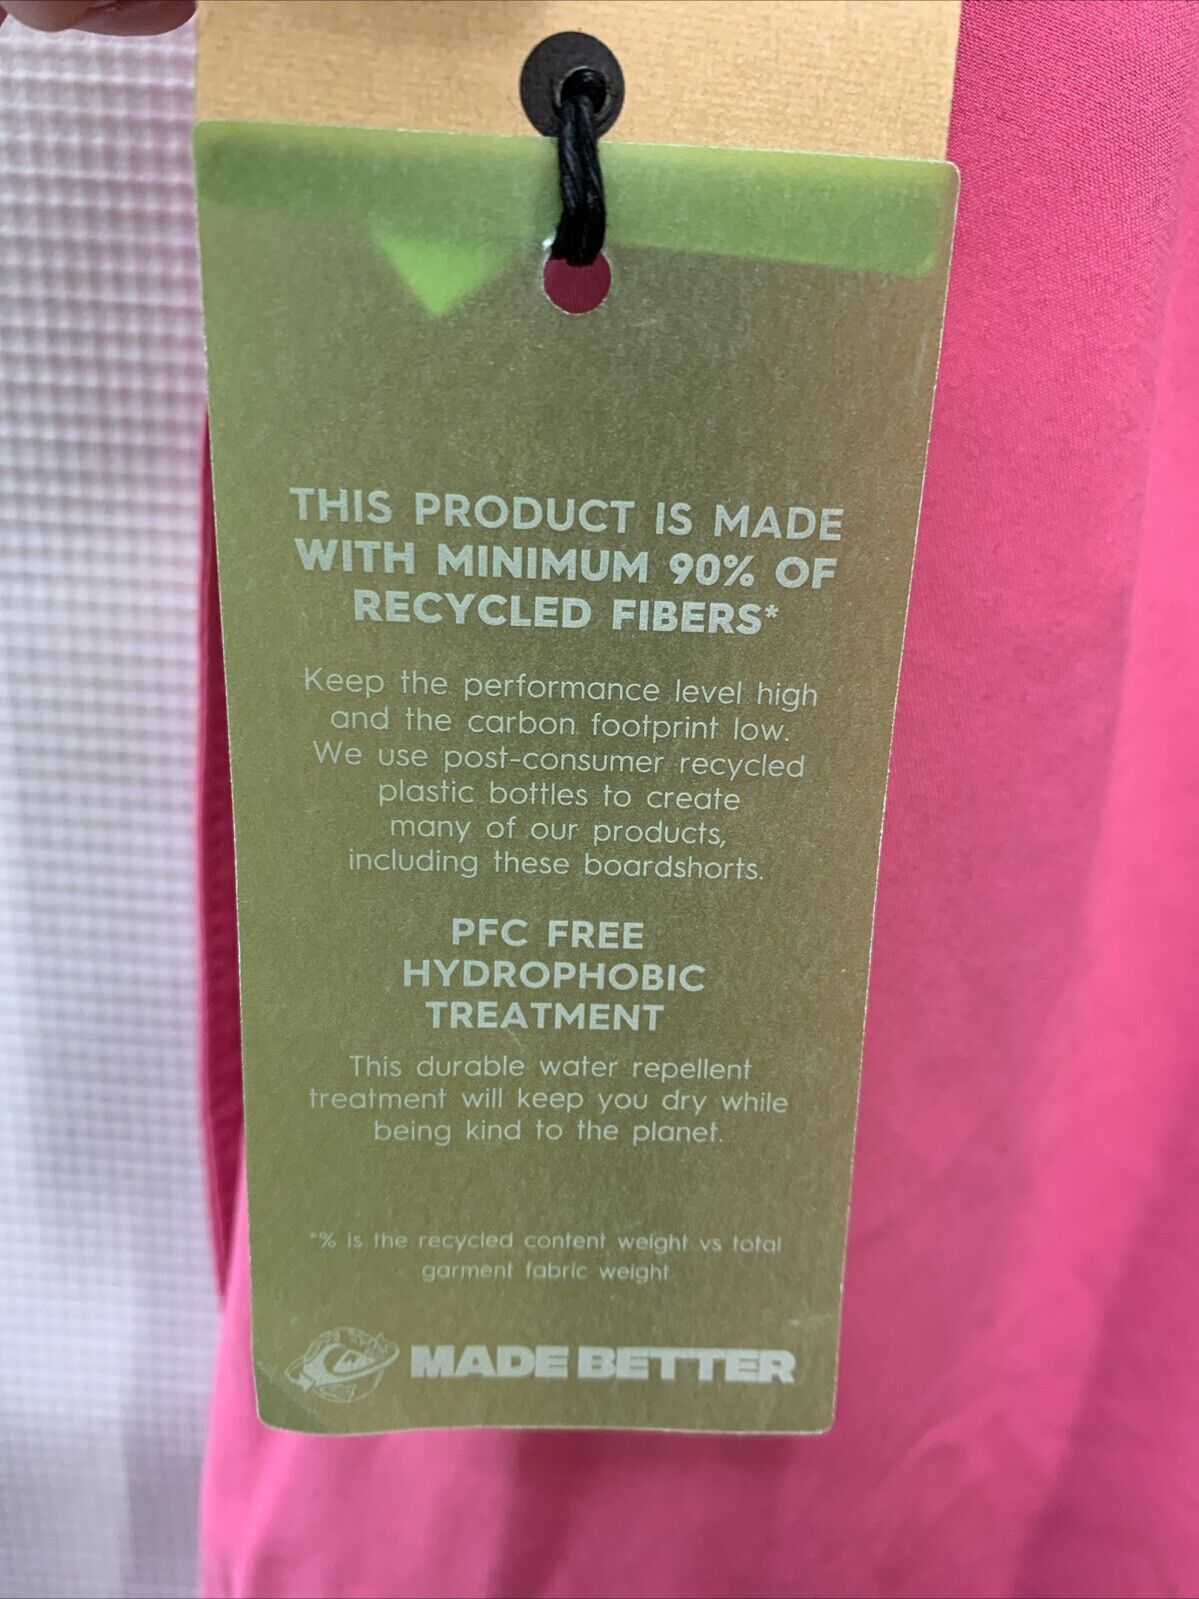 THIS PRODUCT IS MADE
WITH MINIMUM 90% OF
RECYCLED FIBERS*
Keep the performance level high
and the carbon footprint low.
We use post-consumer recycled
plastic bottles to create
many of our products,
including these boardshorts.
PFC FREE
HYDROPHOBIC
TREATMENT
This durable water repellent
treatment will keep you dry while
being kind to the planet.
*% is the recycled content weight vs total
garment fabric weight
MADE BETTER